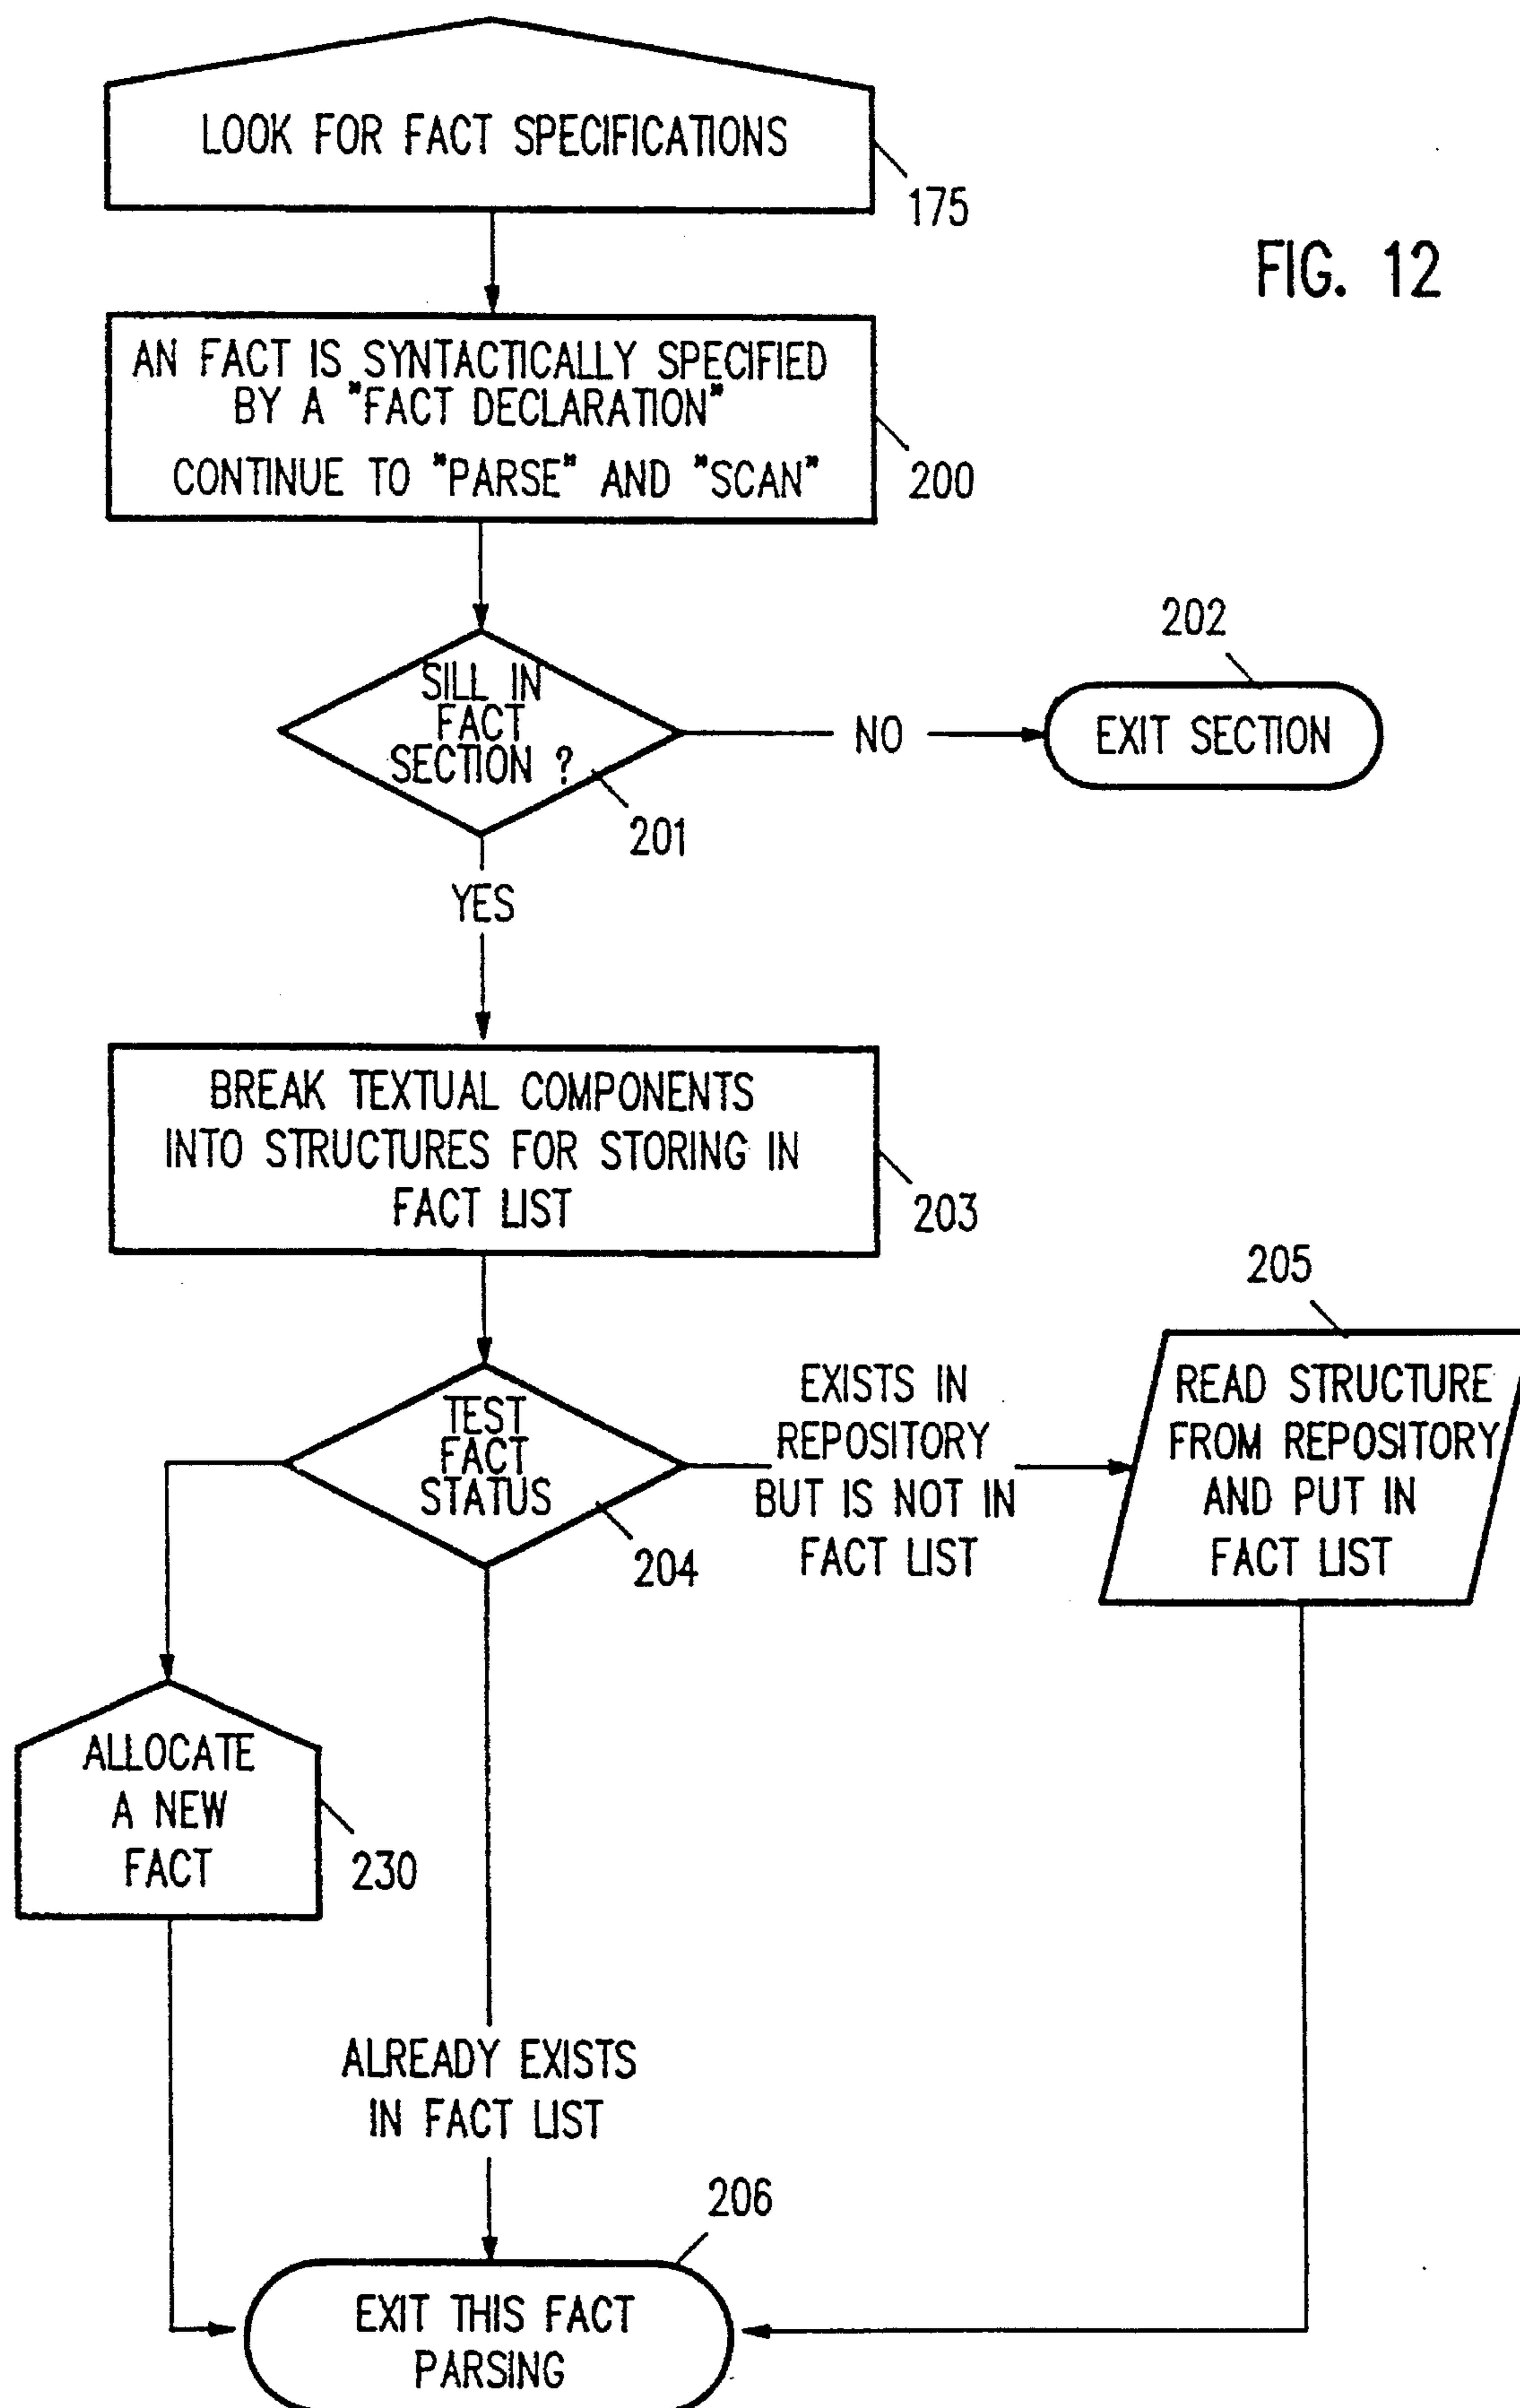 LOOK FOR FACT SPECIFICATIONS
175
FIG. 12
AN FACT IS SYNTACTICALLY SPECIFIED
BY A "FACT DECLARATION"
CONTINUE TO "PARSE" AND "SCAN"
200
SILL IN
FACT
SECTION ?
201
NO
202
EXIT SECTION
YES
BREAK TEXTUAL COMPONENTS
INTO STRUCTURES FOR STORING IN
FACT LIST
203
TEST
FACT
STATUS
204
EXISTS IN
REPOSITORY
BUT IS NOT IN
FACT LIST
205
READ STRUCTURE
FROM REPOSITORY
AND PUT IN
FACT LIST
ALLOCATE
A NEW
FACT
230
ALREADY EXISTS
IN FACT LIST
206
EXIT THIS FACT
PARSING